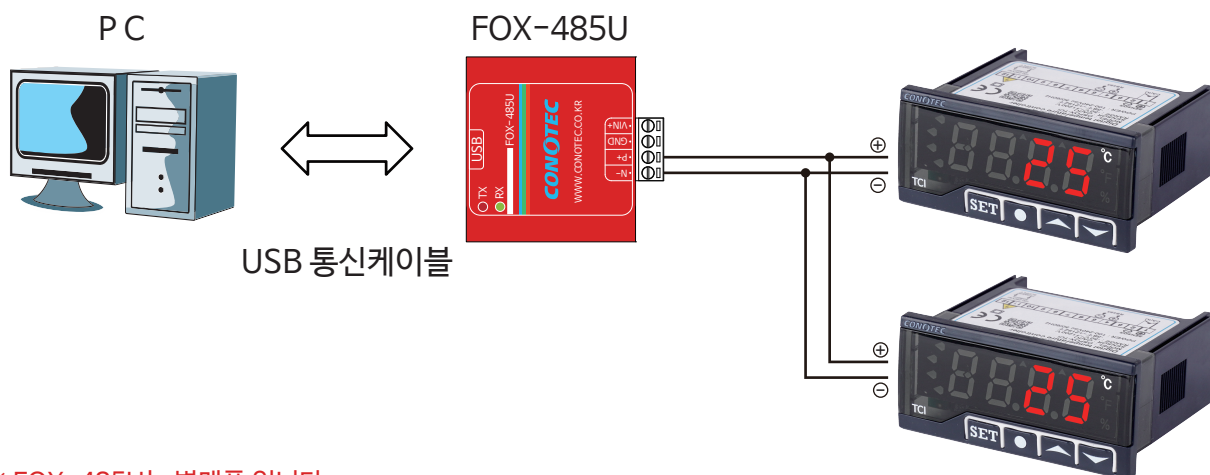 P C
FOX-485U
USB
FOX-485U
TX
RX
CONOTEC
WWW.CONOTEC.CO.KR
VIN+
GND
P+
N-
USB 통신케이블
⊕
⊖
CONOTEC
25
℃
%
TCI
SET
⊕
⊖
CONOTEC
25
℃
%
TCI
SET